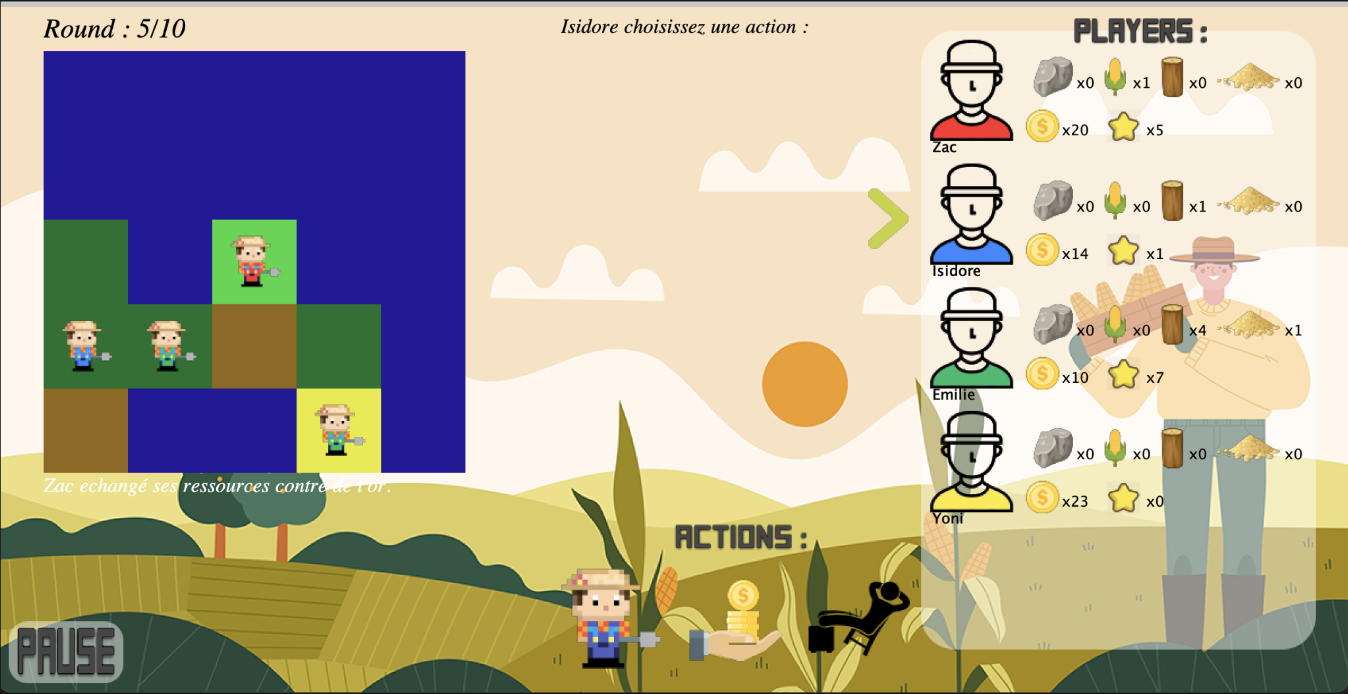 Round : 5/10
Isidore choisissez une action :
PLAYERS :
x0 x1 x0 x0
x20 x5
Zac
x0 x0 x1 x0
x14 x1
Isidore
x0 x0 x4 x1
x10 x7
Emilie
x0 x0 x0 x0
x23 x0
Yoni
Zac echangé ses ressources contre de l'or.
ACTIONS :
PAUSE